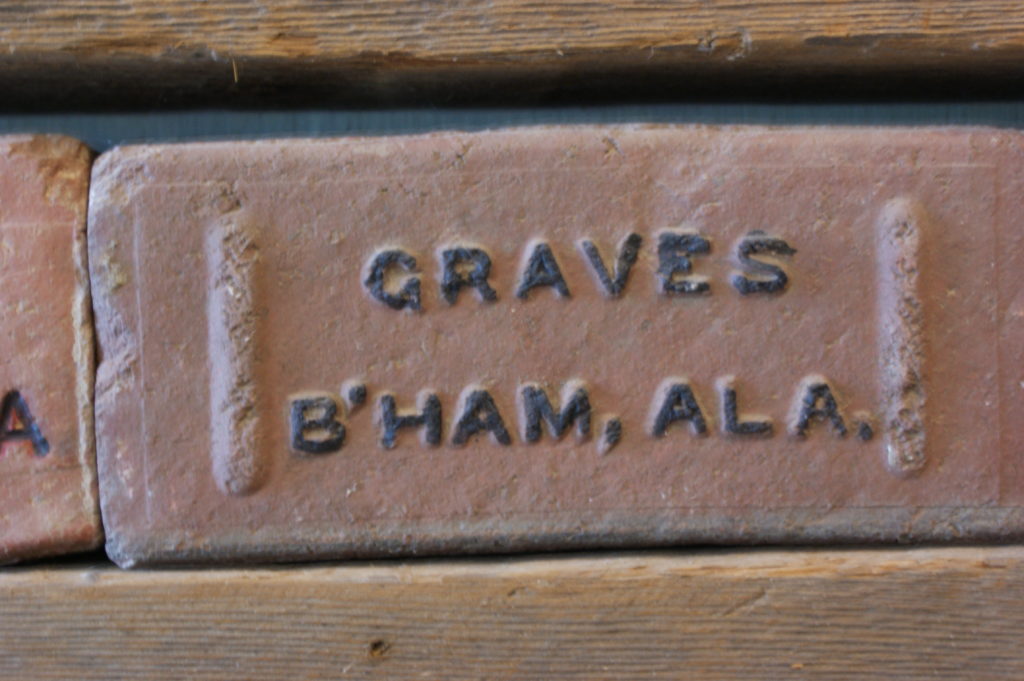 GRAVES
B'HAM, ALA.
A